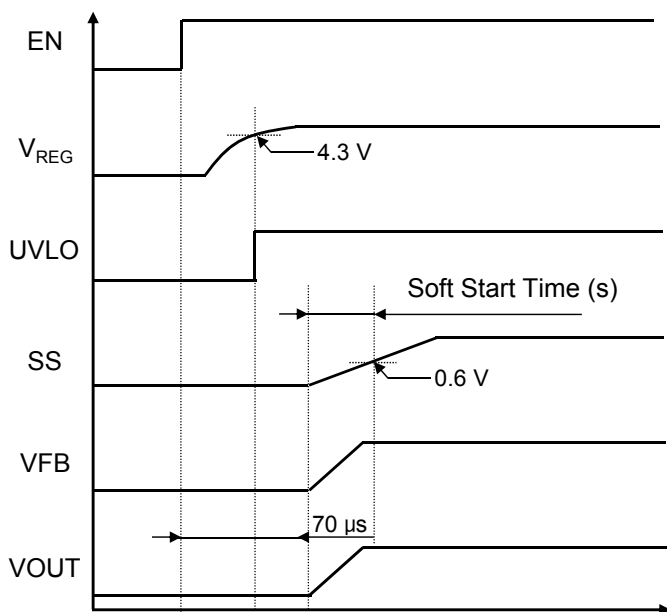 EN
V_REG
4.3 V
UVLO
Soft Start Time (s)
SS
0.6 V
VFB
70 µs
VOUT